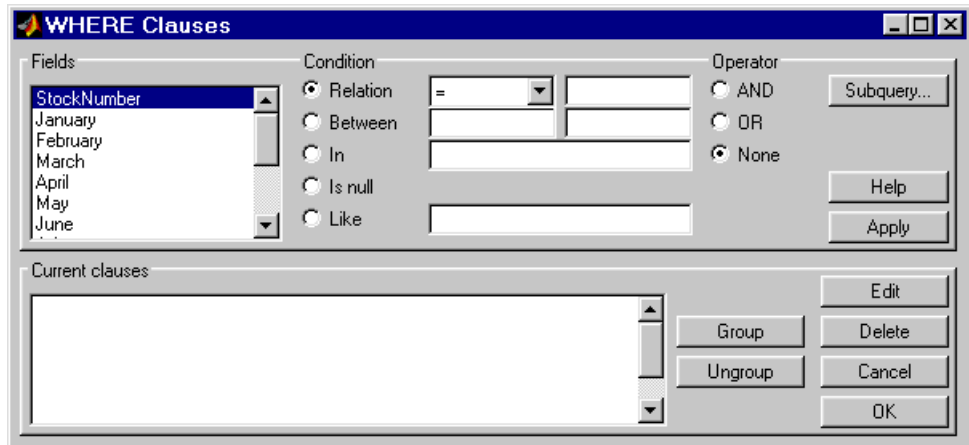 WHERE Clauses
Fields
StockNumber
January
February
March
April
May
June
Condition
Relation =
Between
In
Is null
Like
Operator
AND
OR
None
Subquery...
Help
Apply
Current clauses
Group
Ungroup
Edit
Delete
Cancel
OK